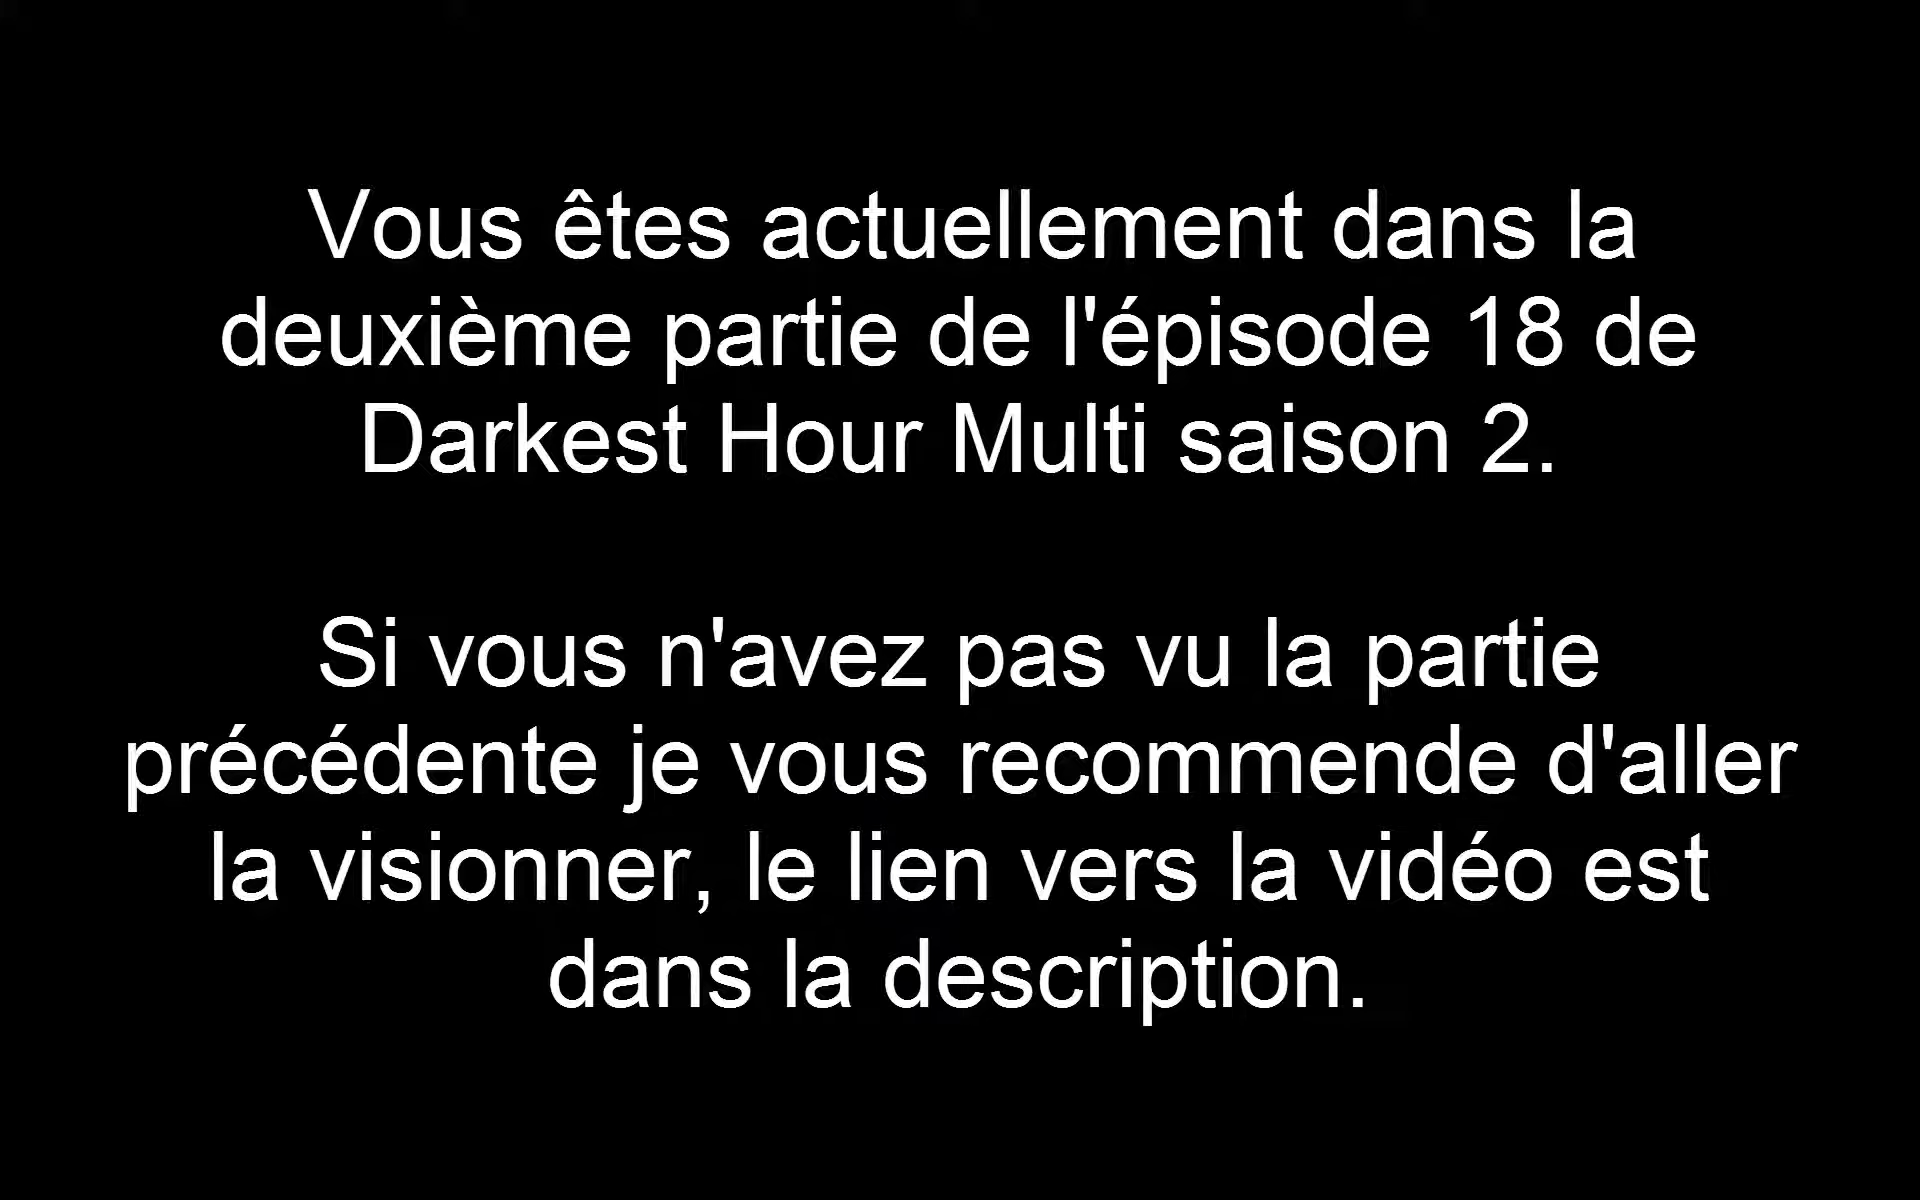 Vous êtes actuellement dans la
deuxième partie de l'épisode 18 de
Darkest Hour Multi saison 2.
Si vous n'avez pas vu la partie
précédente je vous recommende d'aller
la visionner, le lien vers la vidéo est
dans la description.